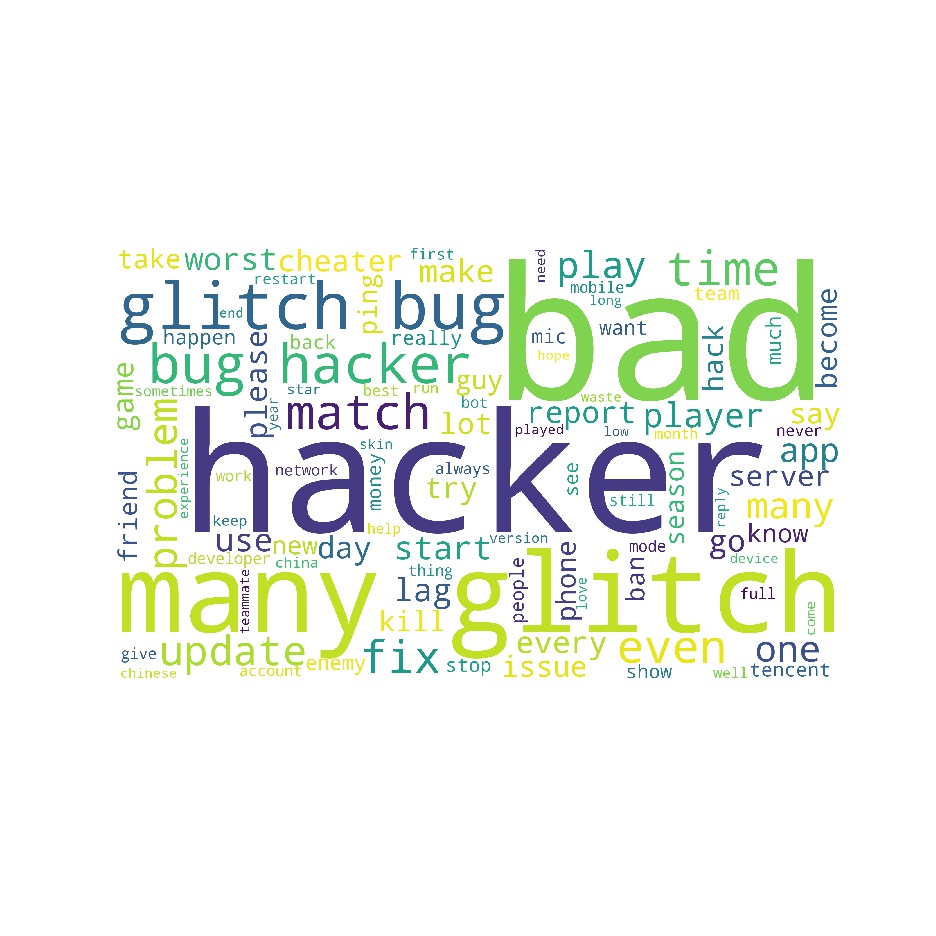 take worst cheater first make need play time
restart mobile team
glitch bug end ping long bad become
happen please back really mic want hack much
bug hacker hope
game sometimes star best run guy waste
problem year match lot bot report player say
played low month never
experience hacker skin app
work network money always see season server
friend keep try still reply many
use new day help start version mode go know
developer china people phone ban device
many teammate thing lag love glitch full
kill come
give update enemy fix stop every even one
chinese account issue show well tencent